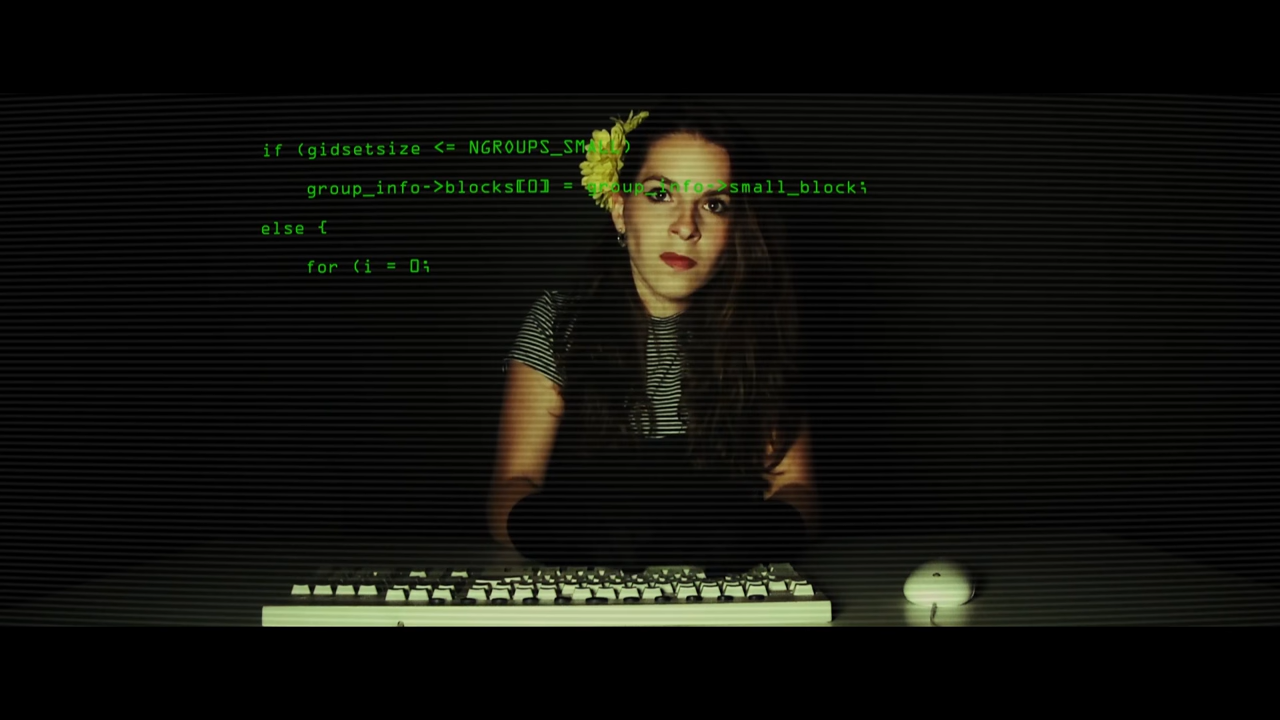 if (gidsetsize <= NGROUPS_SMALL)
group_info->blocks[0] = group_info->small_block;
else {
for (i = 0;